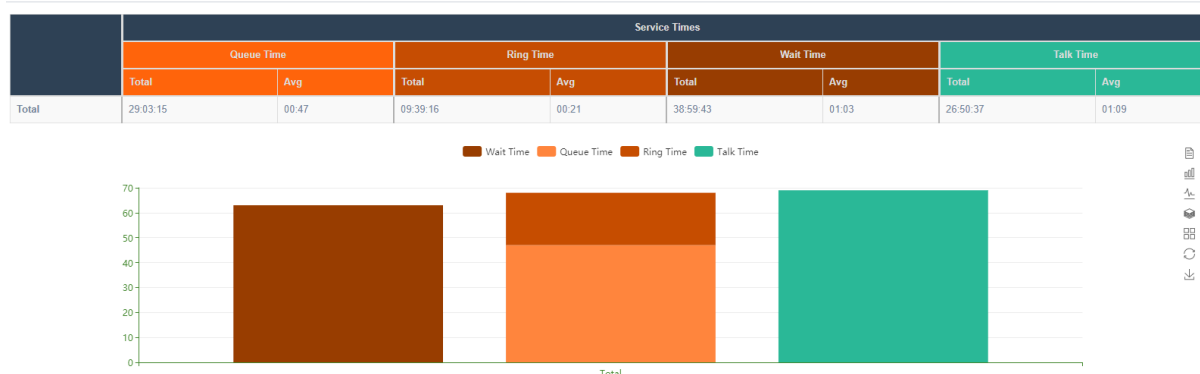 Service Times
Queue Time Ring Time Wait Time Talk Time
Total Avg Total Avg Total Avg Total Avg
Total 29:03:15 00:47 09:39:16 00:21 38:59:43 01:03 26:50:37 01:09
Wait Time Queue Time Ring Time Talk Time
70
60
50
40
30
20
10
0
Total